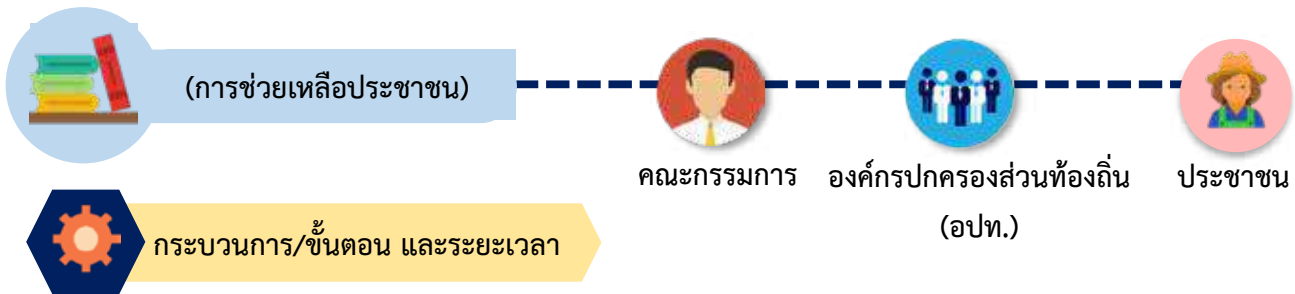 (การช่วยเหลือประชาชน)
คณะกรรมการ
องค์กรปกครองส่วนท้องถิ่น
(อปท.)
ประชาชน
กระบวนการ/ขั้นตอน และระยะเวลา